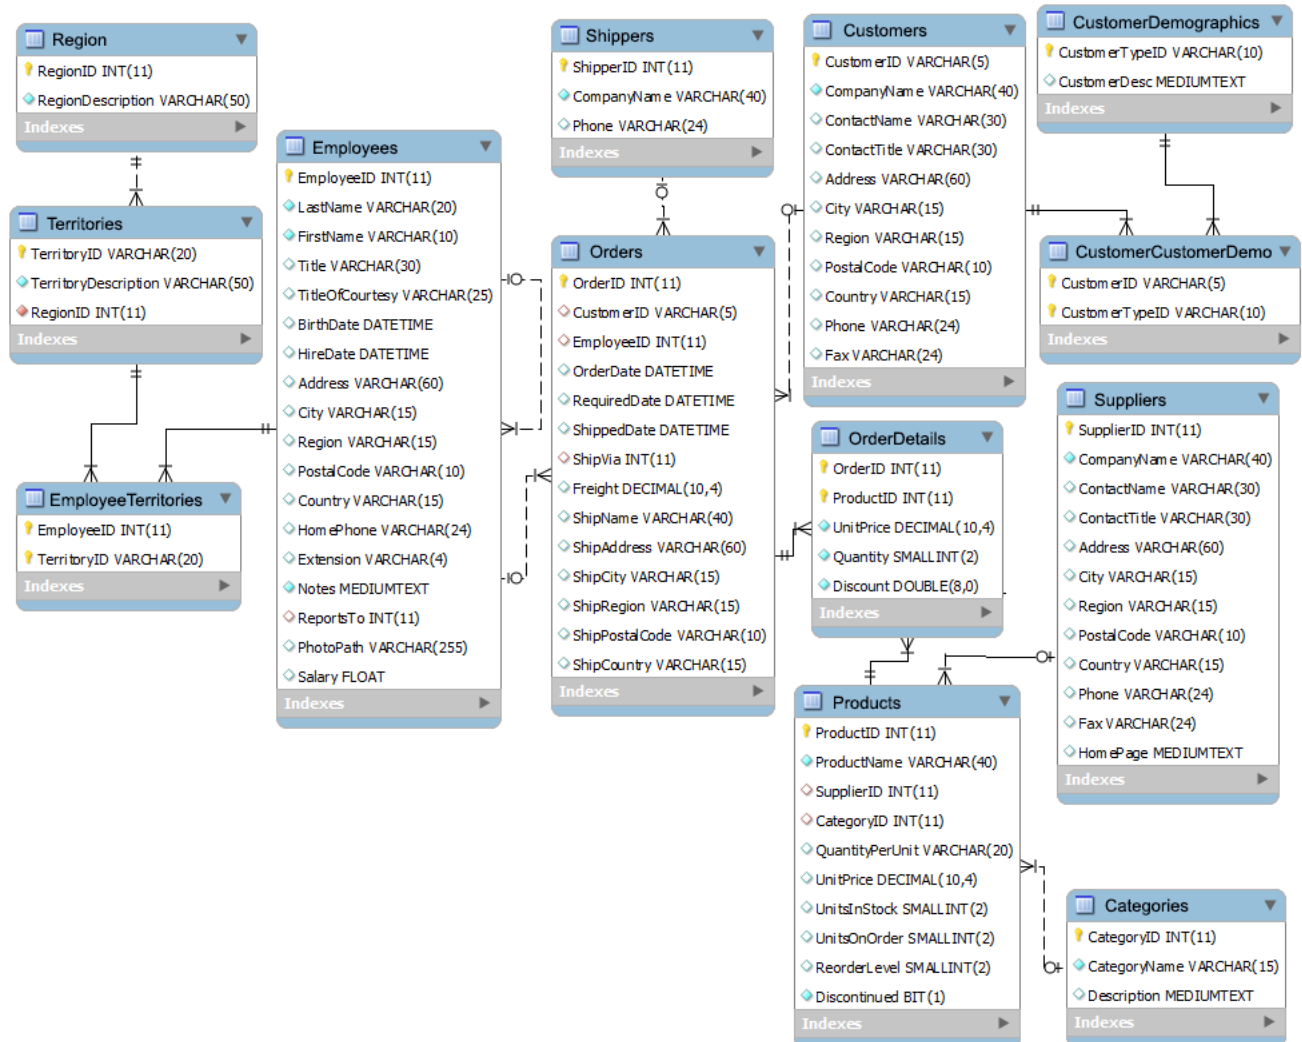 Region
RegionID INT(11)
RegionDescription VARCHAR(50)
Indexes
Territories
TerritoryID VARCHAR(20)
TerritoryDescription VARCHAR(50)
RegionID INT(11)
Indexes
EmployeeTerritories
EmployeeID INT(11)
TerritoryID VARCHAR(20)
Indexes
Employees
EmployeeID INT(11)
LastName VARCHAR(20)
FirstName VARCHAR(10)
Title VARCHAR(30)
TitleOfCourtesy VARCHAR(25)
BirthDate DATETIME
HireDate DATETIME
Address VARCHAR(60)
City VARCHAR(15)
Region VARCHAR(15)
PostalCode VARCHAR(10)
Country VARCHAR(15)
HomePhone VARCHAR(24)
Extension VARCHAR(4)
Notes MEDIUMTEXT
ReportsTo INT(11)
PhotoPath VARCHAR(255)
Salary FLOAT
Indexes
Shippers
ShipperID INT(11)
CompanyName VARCHAR(40)
Phone VARCHAR(24)
Indexes
Orders
OrderID INT(11)
CustomerID VARCHAR(5)
EmployeeID INT(11)
OrderDate DATETIME
RequiredDate DATETIME
ShippedDate DATETIME
ShipVia INT(11)
Freight DECIMAL(10,4)
ShipName VARCHAR(40)
ShipAddress VARCHAR(60)
ShipCity VARCHAR(15)
ShipRegion VARCHAR(15)
ShipPostalCode VARCHAR(10)
ShipCountry VARCHAR(15)
Indexes
Customers
CustomerID VARCHAR(5)
CompanyName VARCHAR(40)
ContactName VARCHAR(30)
ContactTitle VARCHAR(30)
Address VARCHAR(60)
City VARCHAR(15)
Region VARCHAR(15)
PostalCode VARCHAR(10)
Country VARCHAR(15)
Phone VARCHAR(24)
Fax VARCHAR(24)
Indexes
CustomerDemographics
CustomerTypeID VARCHAR(10)
CustomerDesc MEDIUMTEXT
Indexes
CustomerCustomerDemo
CustomerID VARCHAR(5)
CustomerTypeID VARCHAR(10)
Indexes
OrderDetails
OrderID INT(11)
ProductID INT(11)
UnitPrice DECIMAL(10,4)
Quantity SMALLINT(2)
Discount DOUBLE(8,0)
Indexes
Suppliers
SupplierID INT(11)
CompanyName VARCHAR(40)
ContactName VARCHAR(30)
ContactTitle VARCHAR(30)
Address VARCHAR(60)
City VARCHAR(15)
Region VARCHAR(15)
PostalCode VARCHAR(10)
Country VARCHAR(15)
Phone VARCHAR(24)
Fax VARCHAR(24)
HomePage MEDIUMTEXT
Indexes
Products
ProductID INT(11)
ProductName VARCHAR(40)
SupplierID INT(11)
CategoryID INT(11)
QuantityPerUnit VARCHAR(20)
UnitPrice DECIMAL(10,4)
UnitsInStock SMALLINT(2)
UnitsOnOrder SMALLINT(2)
ReorderLevel SMALLINT(2)
Discontinued BIT(1)
Indexes
Categories
CategoryID INT(11)
CategoryName VARCHAR(15)
Description MEDIUMTEXT
Indexes